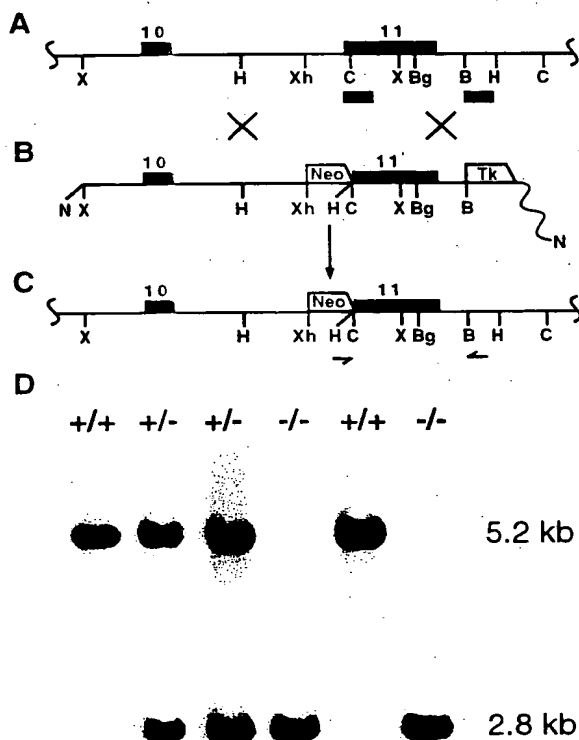 A
10
11
X H Xh C X Bg B H C
B
10
Neo
11'
Tk
N X H Xh H C X Bg B
N
C
10
Neo
11
X H Xh H C X Bg B H C
D
+/+ +/- +/- -/- +/+ -/-
5.2 kb
2.8 kb